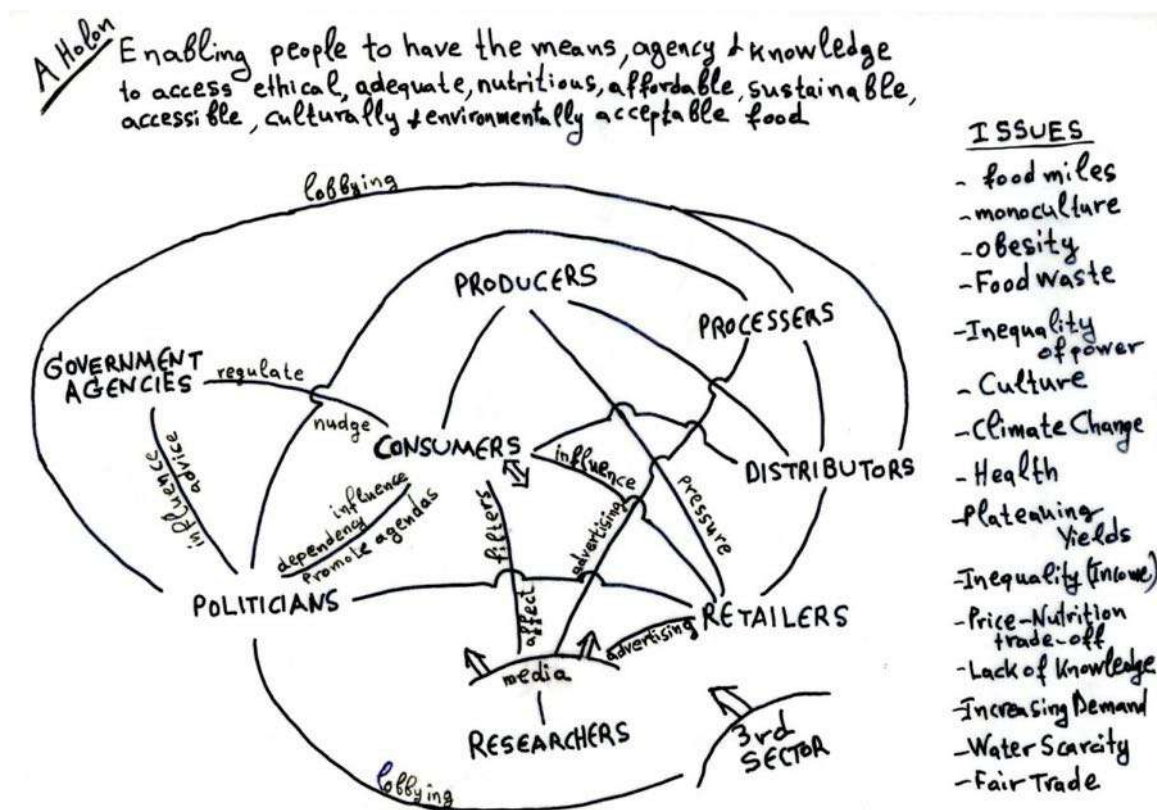 A Holon
Enabling people to have the means, agency & knowledge
to access ethical, adequate, nutritious, affordable, sustainable,
accessible, culturally & environmentally acceptable food
lobbying
PRODUCERS
PROCESSERS
GOVERNMENT
AGENCIES
regulate
nudge
CONSUMERS
influence
DISTRIBUTORS
influence
advice
influence
dependency
Promote agendas
filters
affect
advertising
pressure
POLITICIANS
RETAILERS
advertising
media
RESEARCHERS
3rd
SECTOR
lobbying
ISSUES
- food miles
- monoculture
- obesity
- Food Waste
- Inequality
of power
- Culture
- Climate Change
- Health
- Plateauing
Yields
- Inequality (Income)
- Price-Nutrition
trade-off
- Lack of Knowledge
- Increasing Demand
- Water Scarcity
- Fair Trade